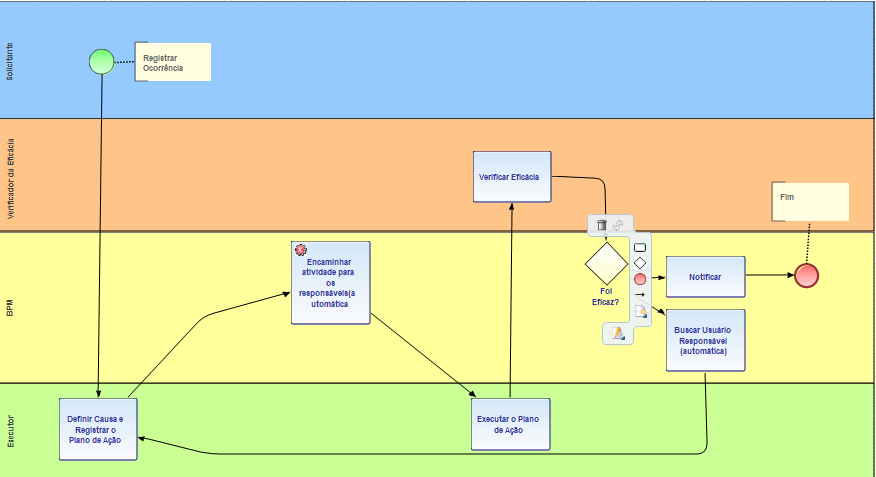 solicitante
Registrar
Ocorrência
Verificador da Eficácia
Verificar Eficácia
Fim
BPM
Encaminhar
atividade para
os
responsáveis(a
utomática
Foi
Eficaz?
Notificar
Buscar Usuário
Responsável
(automática)
Executor
Definir Causa e
Registrar o
Plano de Ação
Executar o Plano
de Ação